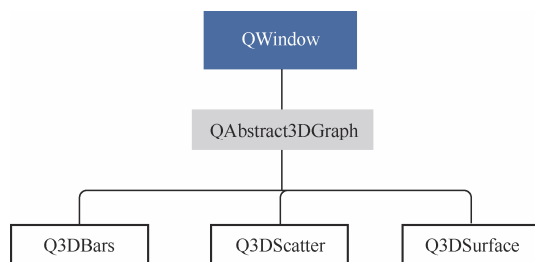 QWindow
QAbstract3DGraph
Q3DBars
Q3DScatter
Q3DSurface